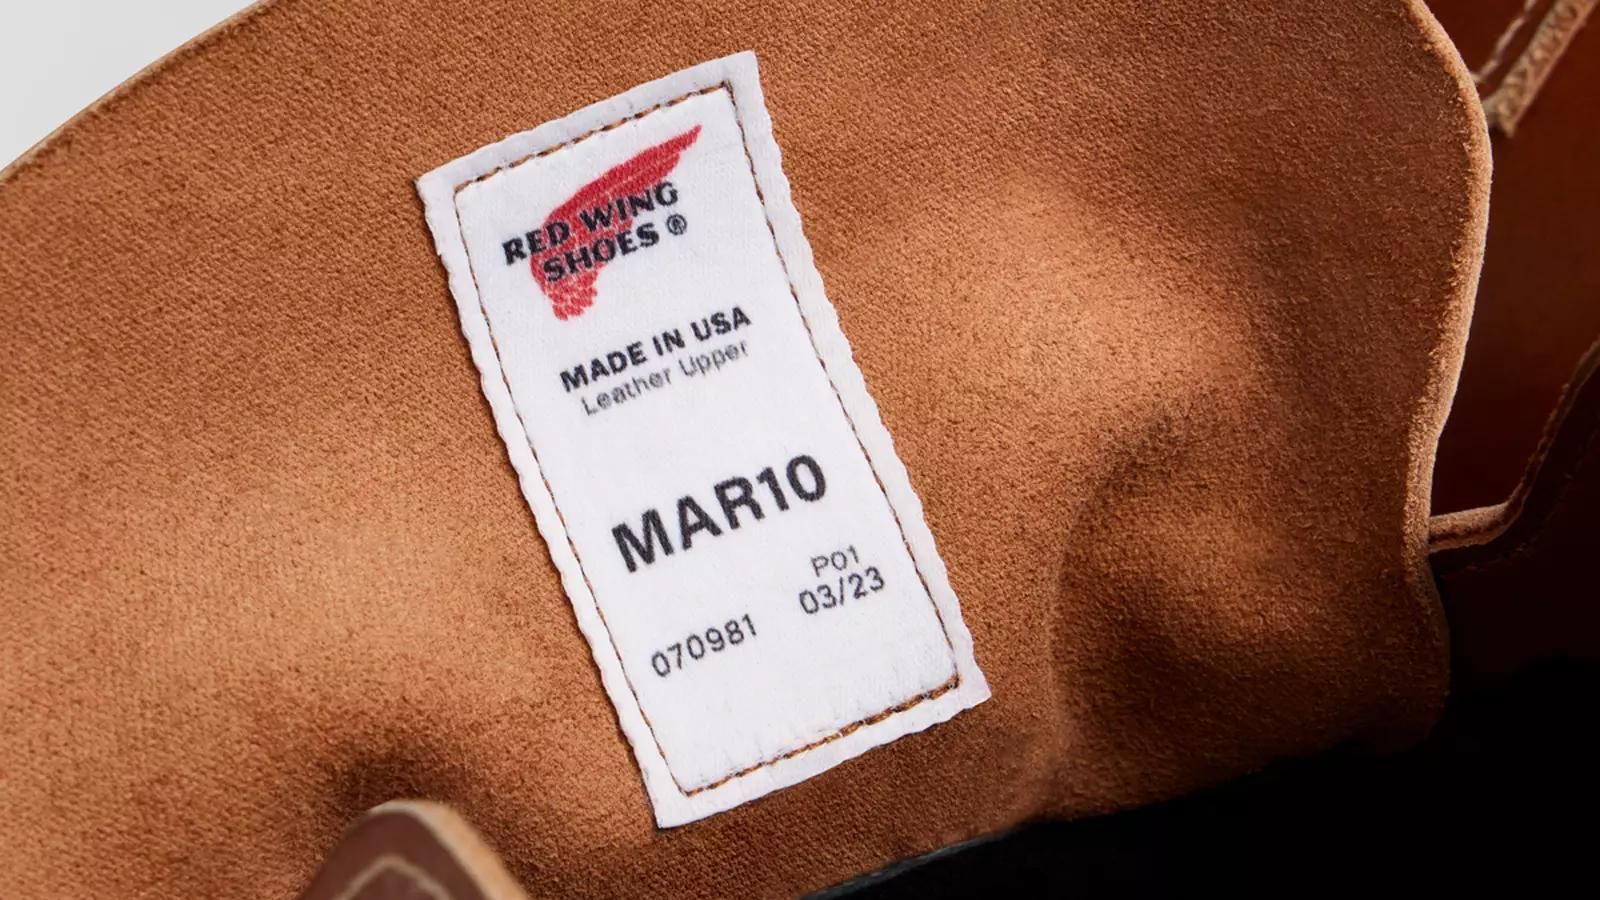 RED WING
SHOES ®
MADE IN USA
Leather Upper
MAR10
P01
070981 03/23